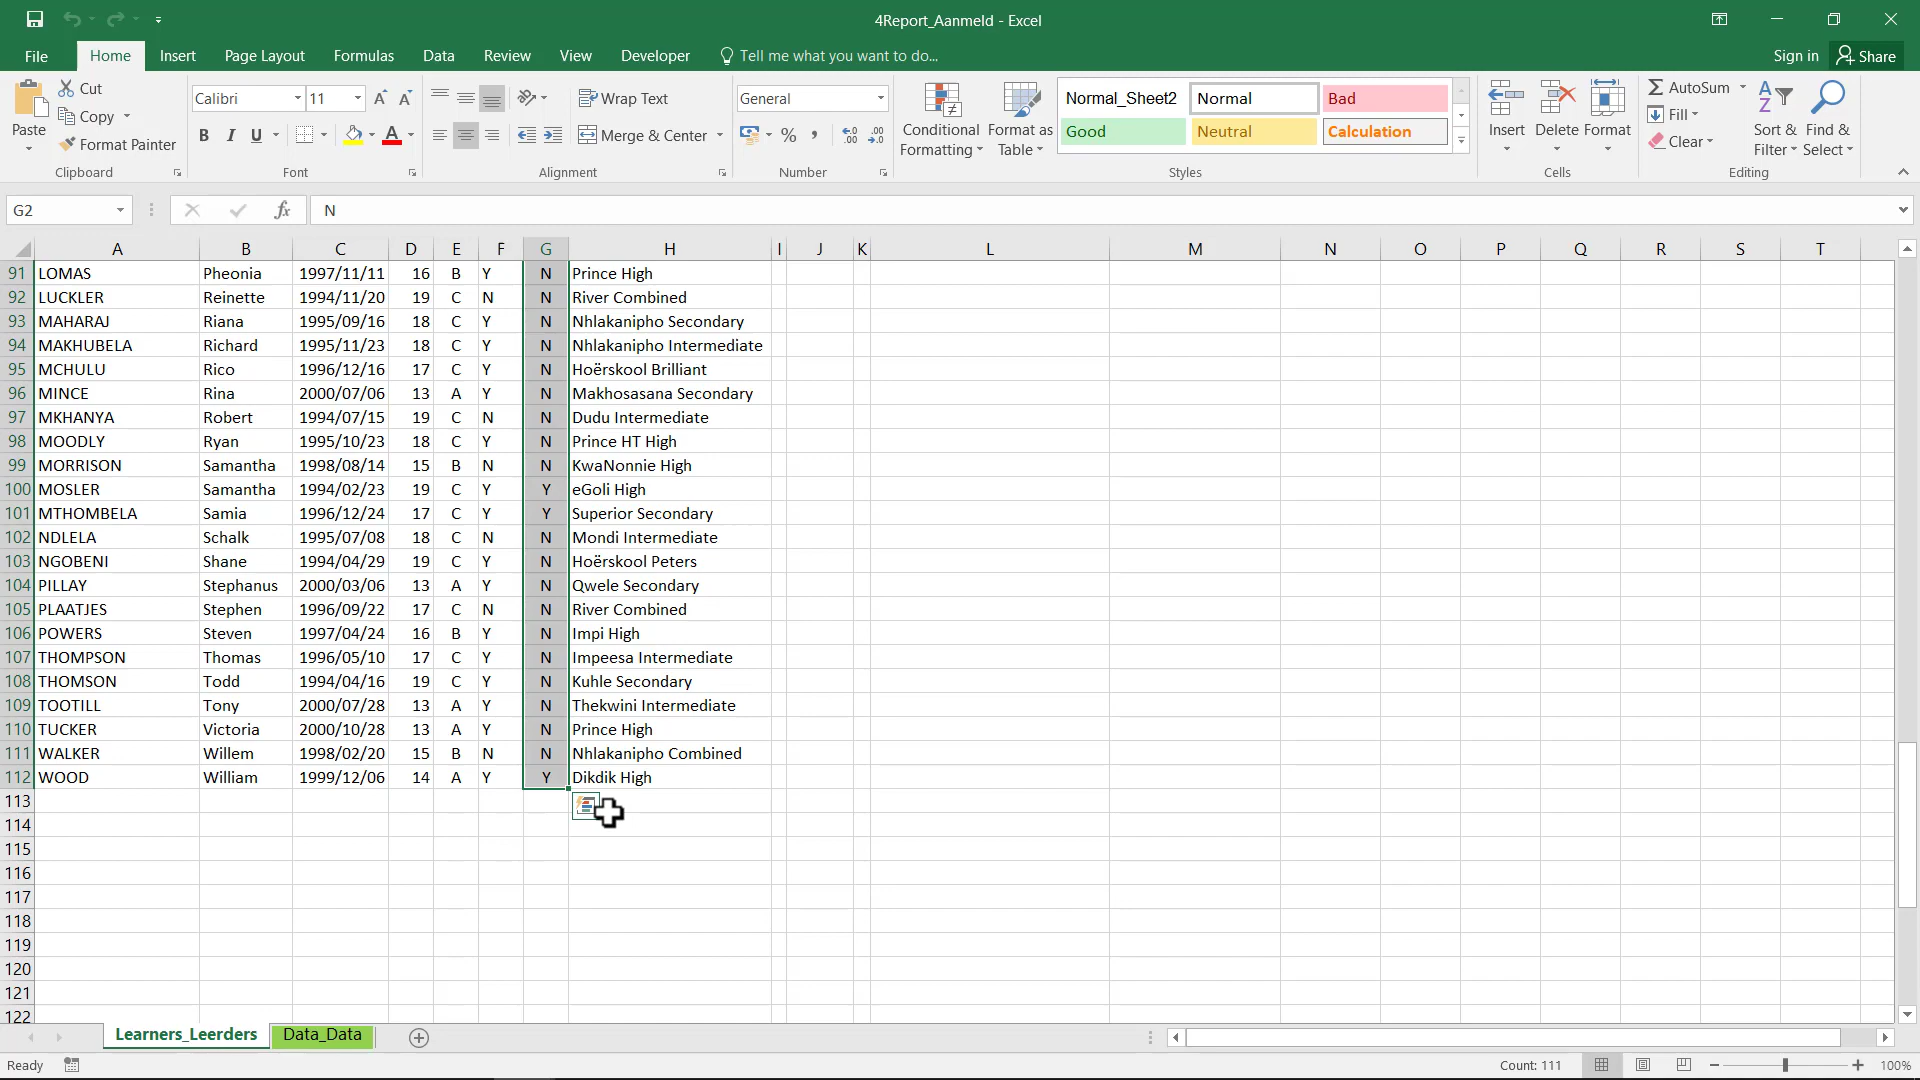 4Report_Aanmeld - Excel
File Home Insert Page Layout Formulas Data Review View Developer Tell me what you want to do... Sign in Share
Paste
Cut
Copy
Format Painter
Clipboard
Calibri 11
B I U
Font
Wrap Text
Merge & Center
Alignment
General
%
Number
Conditional Formatting
Format as Table
Normal_Sheet2 Normal Bad
Good Neutral Calculation
Styles
Insert Delete Format
Cells
AutoSum
Fill
Clear
Sort & Filter
Find & Select
Editing
G2 fx N
A B C D E F G H I J K L M N O P Q R S T
91 LOMAS Pheonia 1997/11/11 16 B Y N Prince High
92 LUCKLER Reinette 1994/11/20 19 C N N River Combined
93 MAHARAJ Riana 1995/09/16 18 C Y N Nhlakanipho Secondary
94 MAKHUBELA Richard 1995/11/23 18 C Y N Nhlakanipho Intermediate
95 MCHULU Rico 1996/12/16 17 C Y N Hoërskool Brilliant
96 MINCE Rina 2000/07/06 13 A Y N Makhosasana Secondary
97 MKHANYA Robert 1994/07/15 19 C N N Dudu Intermediate
98 MOODLY Ryan 1995/10/23 18 C Y N Prince HT High
99 MORRISON Samantha 1998/08/14 15 B N N KwaNonnie High
100 MOSLER Samantha 1994/02/23 19 C Y Y eGoli High
101 MTHOMBELA Samia 1996/12/24 17 C Y Y Superior Secondary
102 NDLELA Schalk 1995/07/08 18 C N N Mondi Intermediate
103 NGOBENI Shane 1994/04/29 19 C Y N Hoërskool Peters
104 PILLAY Stephanus 2000/03/06 13 A Y N Qwele Secondary
105 PLAATJES Stephen 1996/09/22 17 C N N River Combined
106 POWERS Steven 1997/04/24 16 B Y N Impi High
107 THOMPSON Thomas 1996/05/10 17 C Y N Impeesa Intermediate
108 THOMSON Todd 1994/04/16 19 C Y N Kuhle Secondary
109 TOOTILL Tony 2000/07/28 13 A Y N Thekwini Intermediate
110 TUCKER Victoria 2000/10/28 13 A Y N Prince High
111 WALKER Willem 1998/02/20 15 B N N Nhlakanipho Combined
112 WOOD William 1999/12/06 14 A Y Y Dikdik High
113
114
115
116
117
118
119
120
121
122
Learners_Leerders Data_Data
Ready Count: 111 100%